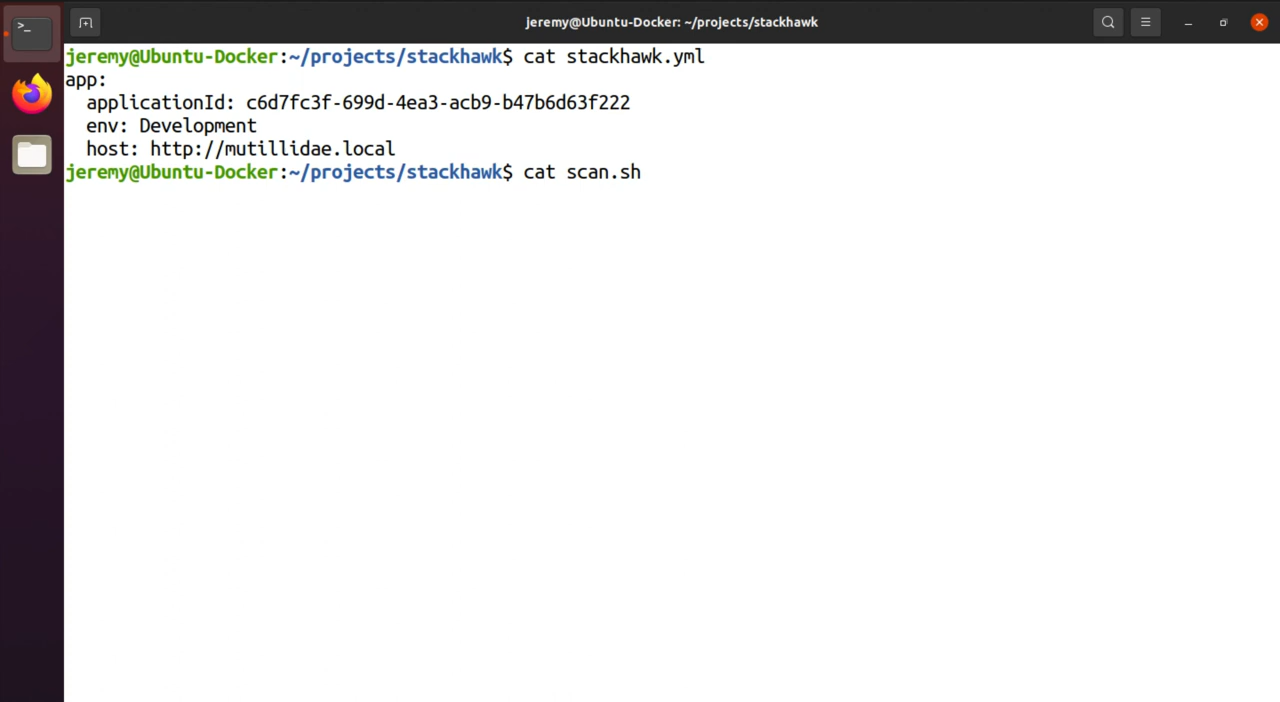 jeremy@Ubuntu-Docker: ~/projects/stackhawk
jeremy@Ubuntu-Docker:~/projects/stackhawk$ cat stackhawk.yml
app:
  applicationId: c6d7fc3f-699d-4ea3-acb9-b47b6d63f222
  env: Development
  host: http://mutillidae.local
jeremy@Ubuntu-Docker:~/projects/stackhawk$ cat scan.sh